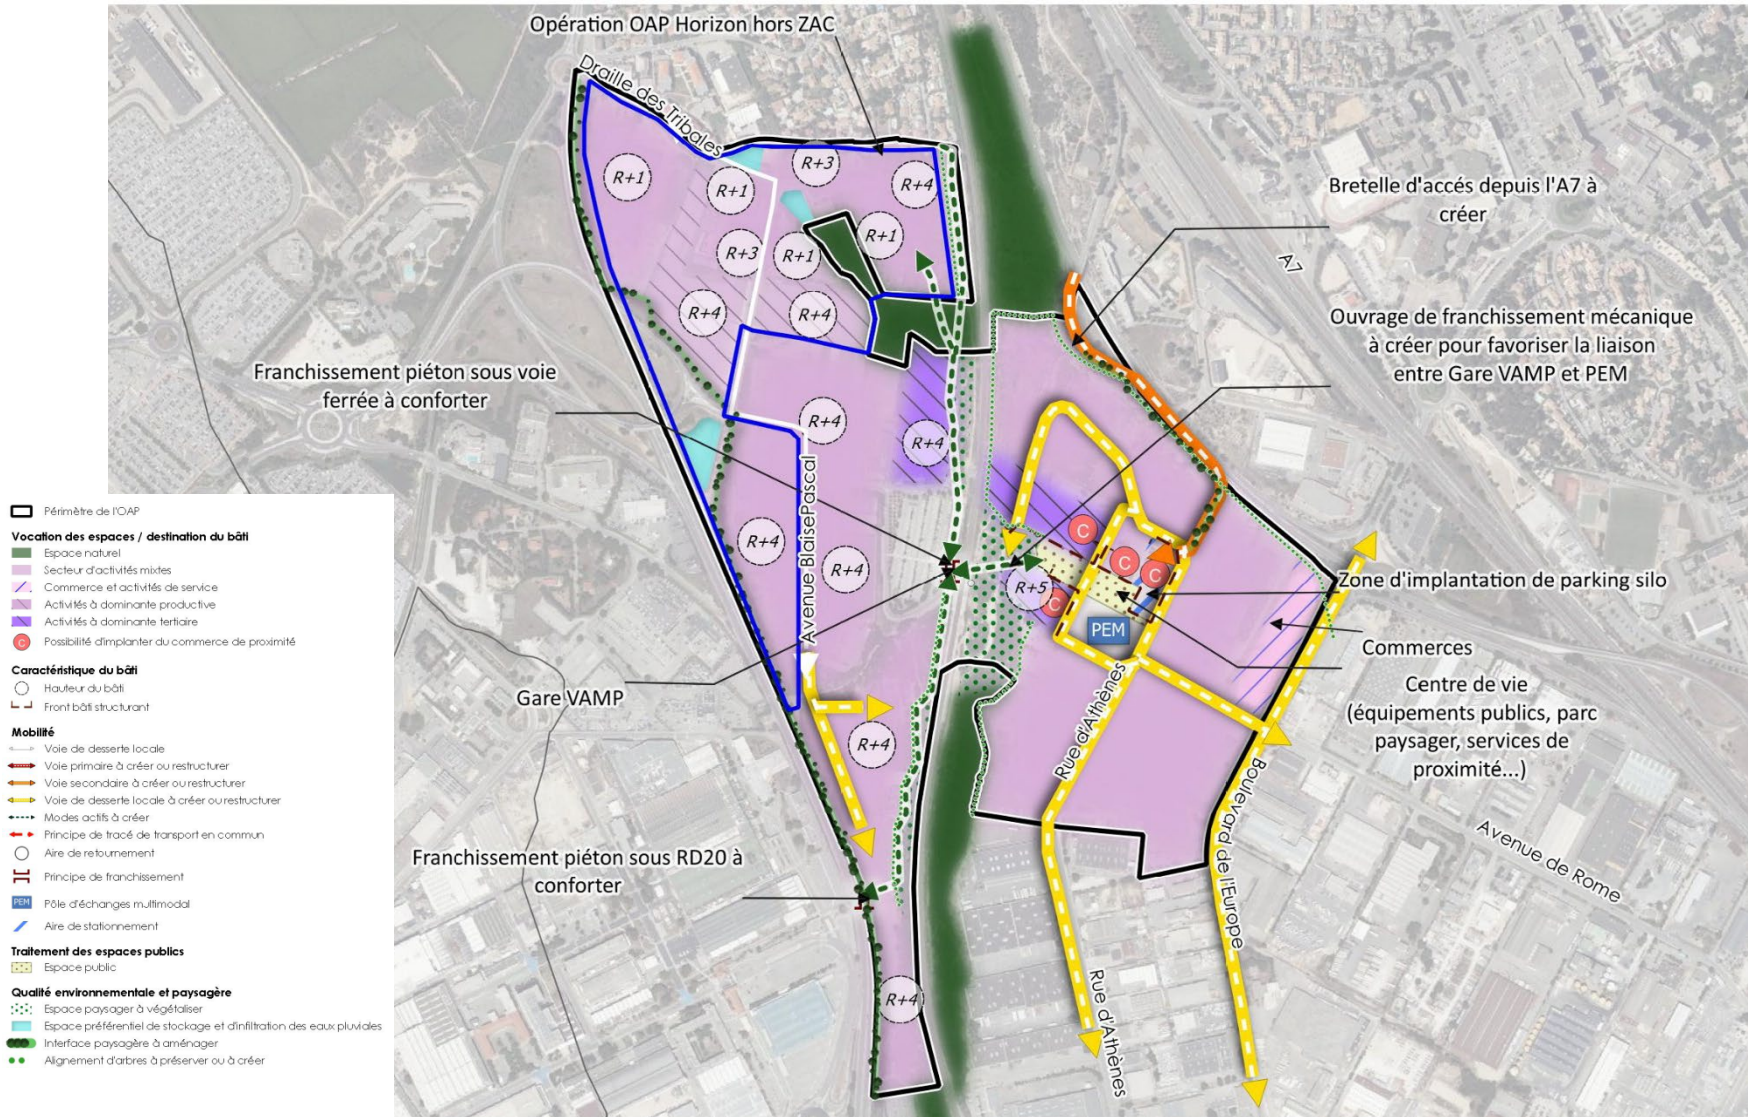 Opération OAP Horizon hors ZAC
Draille des Tribales
R+1
R+1
R+3
R+4
R+1
R+3
R+1
R+4
R+4
Bretelle d'accés depuis l'A7 à
créer
A7
Ouvrage de franchissement mécanique
à créer pour favoriser la liaison
entre Gare VAMP et PEM
Franchissement piéton sous voie
ferrée à conforter
R+4
R+4
R+4
R+4
Avenue BlaisePascal
C
C
C
C
R+5
PEM
Zone d'implantation de parking silo
Commerces
Centre de vie
(équipements publics, parc
paysager, services de
proximité...)
Gare VAMP
R+4
Rue d'Athènes
Boulevard de l'Europe
Avenue de Rome
Franchissement piéton sous RD20 à
conforter
R+4
Rue d'Athènes
Périmètre de l'OAP
Vocation des espaces / destination du bâti
Espace naturel
Secteur d'activités mixtes
Commerce et activités de service
Activités à dominante productive
Activités à dominante tertiaire
C Possibilité d'implanter du commerce de proximité
Caractéristique du bâti
Hauteur du bâti
Front bâti structurant
Mobilité
Voie de desserte locale
Voie primaire à créer ou restructurer
Voie secondaire à créer ou restructurer
Voie de desserte locale à créer ou restructurer
Modes actifs à créer
Principe de tracé de transport en commun
Aire de retournement
Principe de franchissement
PEM Pôle d'échanges multimodal
Aire de stationnement
Traitement des espaces publics
Espace public
Qualité environnementale et paysagère
Espace paysager à végétaliser
Espace préférentiel de stockage et d'infiltration des eaux pluviales
Interface paysagère à aménager
Alignement d'arbres à préserver ou à créer